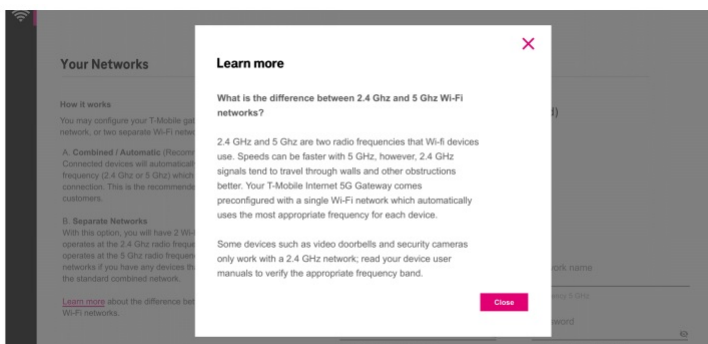 Your Networks
How it works
You may configure your T-Mobile gat
network, or two separate Wi-Fi netw
A. Combined / Automatic (Recomm
Connected devices will automatically
frequency (2.4 Ghz or 5 Ghz) which
connection. This is the recommende
customers.
B. Separate Networks
With this option, you will have 2 Wi-F
operates at the 2.4 Ghz radio freque
operates at the 5 Ghz radio frequen
networks if you have any devices th
the standard combined network.
Learn more about the difference bet
Wi-Fi networks.
Learn more
What is the difference between 2.4 Ghz and 5 Ghz Wi-Fi
networks?
2.4 GHz and 5 Ghz are two radio frequencies that Wi-fi devices
use. Speeds can be faster with 5 GHz, however, 2.4 GHz
signals tend to travel through walls and other obstructions
better. Your T-Mobile Internet 5G Gateway comes
preconfigured with a single Wi-Fi network which automatically
uses the most appropriate frequency for each device.
Some devices such as video doorbells and security cameras
only work with a 2.4 GHz network; read your device user
manuals to verify the appropriate frequency band.
Close
ork name
ency 5 GHz
word